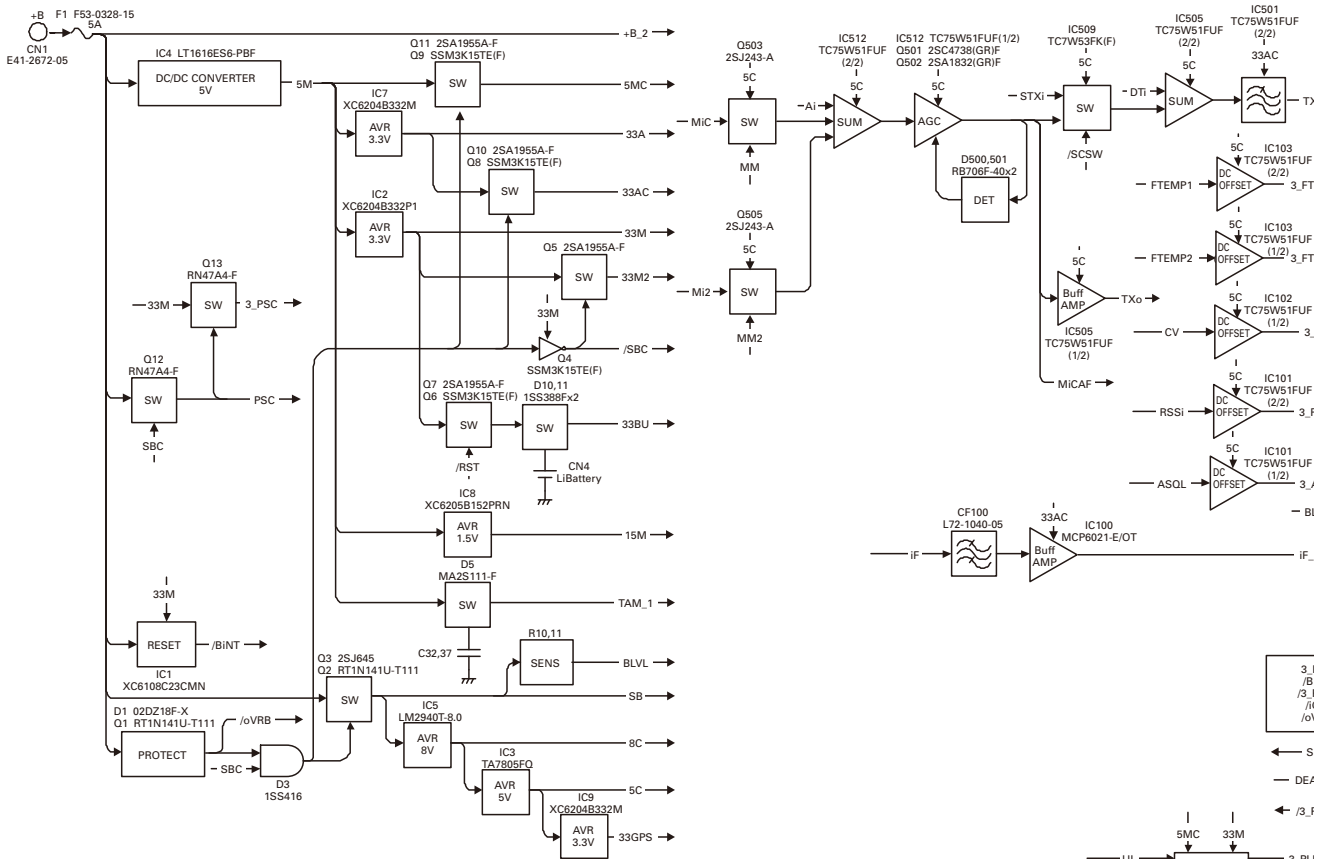 +B
F1 F53-0328-15
5A
CN1
E41-2672-05
+B_2
IC4 LT1616ES6-PBF
DC/DC CONVERTER
5V
5M
Q11 2SA1955A-F
Q9 SSM3K15TE(F)
SW
5MC
IC7
XC6204B332M
AVR
3.3V
33A
Q10 2SA1955A-F
Q8 SSM3K15TE(F)
SW
33AC
IC2
XC6204B332P1
AVR
3.3V
33M
Q5 2SA1955A-F
SW
33M2
Q13
RN47A4-F
33M
SW
3_PSC
33M
Q4
SSM3K15TE(F)
/SBC
Q12
RN47A4-F
SW
PSC
SBC
Q7 2SA1955A-F
Q6 SSM3K15TE(F)
SW
/RST
D10,11
1SS388Fx2
SW
33BU
CN4
LiBattery
IC8
XC6205B152PRN
AVR
1.5V
15M
D5
MA2S111-F
SW
TAM_1
C32,37
33M
RESET
/BiNT
IC1
XC6108C23CMN
R10,11
SENS
BLVL
Q3 2SJ645
Q2 RT1N141U-T111
SW
SB
D1 02DZ18F-X
Q1 RT1N141U-T111
/oVRB
PROTECT
SBC
D3
1SS416
IC5
LM2940T-8.0
AVR
8V
8C
IC3
TA7805FQ
AVR
5V
5C
IC9
XC6204B332M
AVR
3.3V
33GPS
Q503
2SJ243-A
5C
MiC
SW
MM
Q505
2SJ243-A
5C
Mi2
SW
MM2
IC512
TC75W51FUF
(2/2)
5C
Ai
SUM
IC512 TC75W51FUF(1/2)
Q501 2SC4738(GR)F
Q502 2SA1832(GR)F
5C
AGC
D500,501
RB706F-40x2
DET
IC509
TC7W53FK(F)
5C
STXi
SW
/SCSW
IC505
TC75W51FUF
(2/2)
5C
DTi
SUM
IC501
TC75W51FUF
(2/2)
33AC
TX
5C
Buff
AMP
TXo
IC505
TC75W51FUF
(1/2)
MiCAF
5C
IC103
TC75W51FUF
(2/2)
FTEMP1
DC
OFFSET
3_FT
5C
IC103
TC75W51FUF
(1/2)
FTEMP2
DC
OFFSET
3_FT
5C
IC102
TC75W51FUF
(1/2)
CV
DC
OFFSET
3_
5C
IC101
TC75W51FUF
(2/2)
RSSi
DC
OFFSET
5C
IC101
TC75W51FUF
(1/2)
ASQL
DC
OFFSET
3_A
CF100
L72-1040-05
iF
33AC
IC100
MCP6021-E/OT
Buff
AMP
iF_
5MC
33M